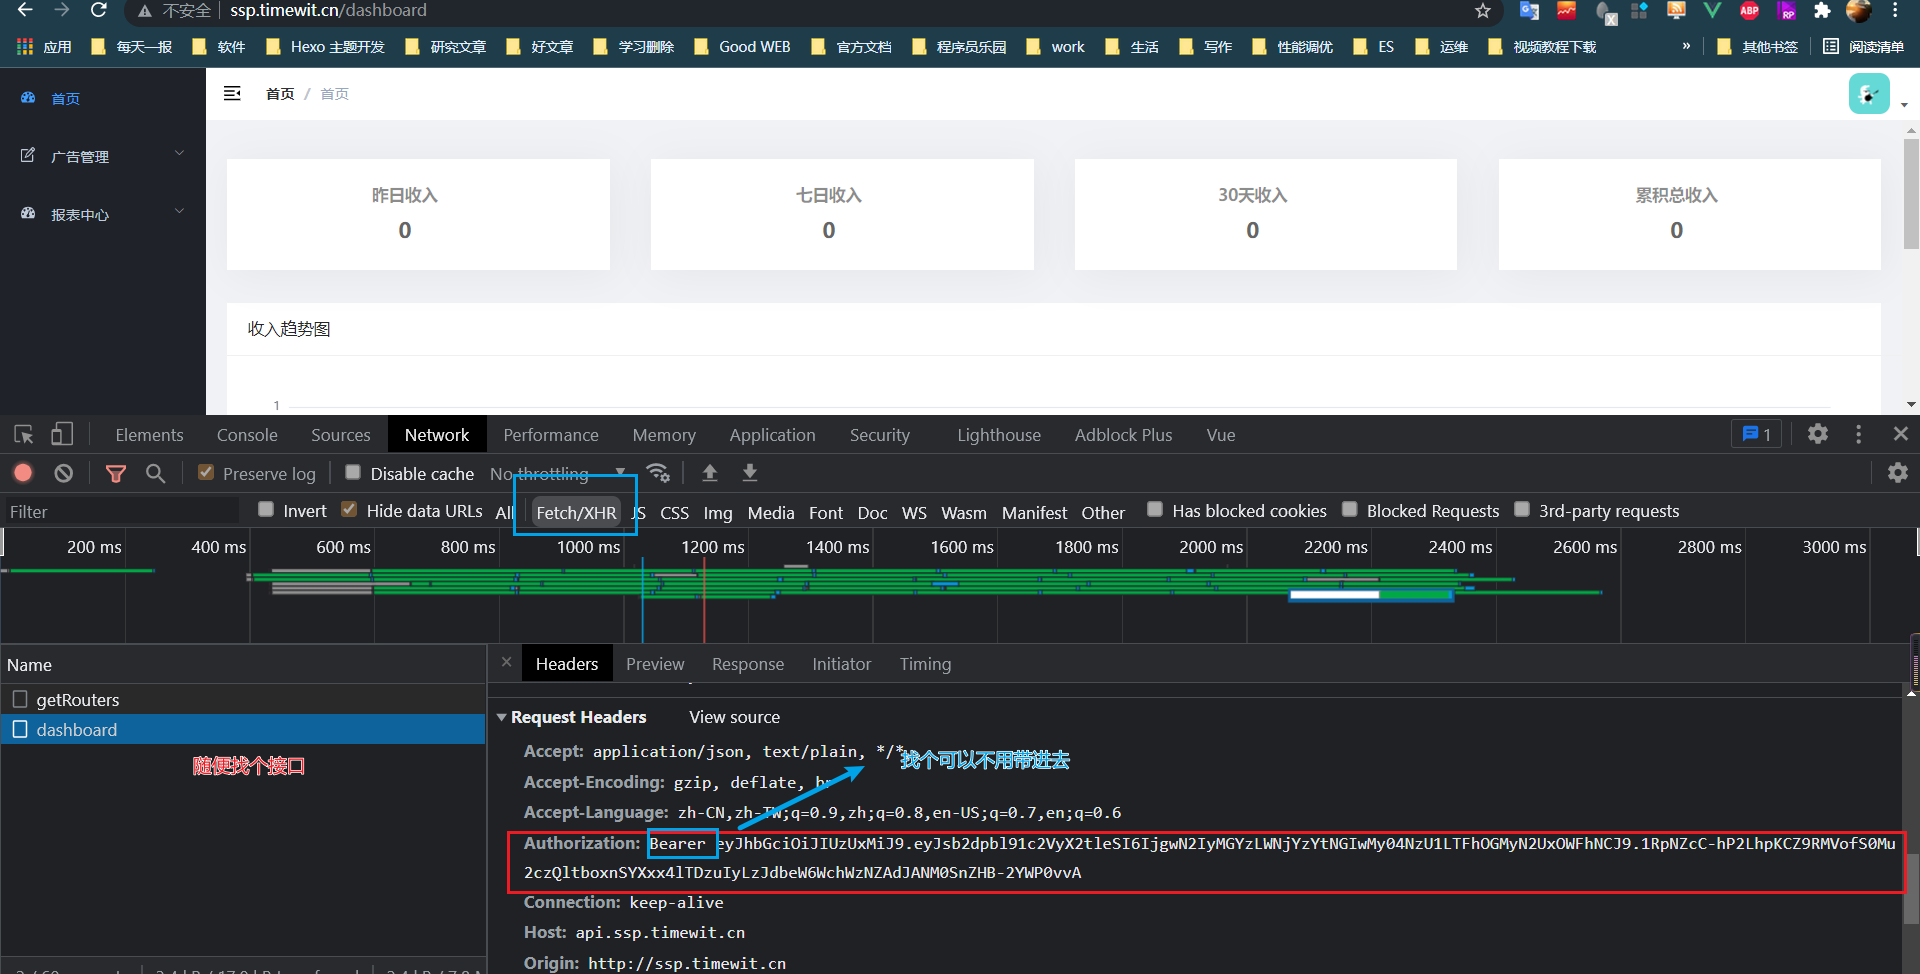 不安全 ssp.timewit.cn/dashboard
ABP
RP
应用 每天一报 软件 Hexo 主题开发 研究文章 好文章 学习删除 Good WEB 官方文档 程序员乐园 work 生活 写作 性能调优 ES 运维 视频教程下载 » 其他书签 阅读清单
首页
广告管理
报表中心
首页 / 首页
昨日收入 七日收入 30天收入 累积总收入
0 0 0 0
收入趋势图
1
Elements Console Sources Network Performance Memory Application Security Lighthouse Adblock Plus Vue 1
Preserve log Disable cache No throttling
Filter Invert Hide data URLs All Fetch/XHR JS CSS Img Media Font Doc WS Wasm Manifest Other Has blocked cookies Blocked Requests 3rd-party requests
200 ms 400 ms 600 ms 800 ms 1000 ms 1200 ms 1400 ms 1600 ms 1800 ms 2000 ms 2200 ms 2400 ms 2600 ms 2800 ms 3000 ms
Name
getRouters
dashboard
随便找个接口
Headers Preview Response Initiator Timing
Request Headers View source
Accept: application/json, text/plain, */*
找个可以不用带进去
Accept-Encoding: gzip, deflate, br
Accept-Language: zh-CN,zh-TW;q=0.9,zh;q=0.8,en-US;q=0.7,en;q=0.6
Authorization: Bearer eyJhbGciOiJIUzUxMiJ9.eyJsb2dpbl91c2VyX2tleSI6IjgwN2IyMGYzLWNjYzYtNGIwMy04NzU1LTFhOGMyN2UxOWFhNCJ9.1RpNZcC-hP2LhpKCZ9RMVofS0Mu
2czQltboxnSYXxx4lTDzuIyLzJdbeW6WchWzNZAdJANM0SnZHB-2YWP0vvA
Connection: keep-alive
Host: api.ssp.timewit.cn
Origin: http://ssp.timewit.cn